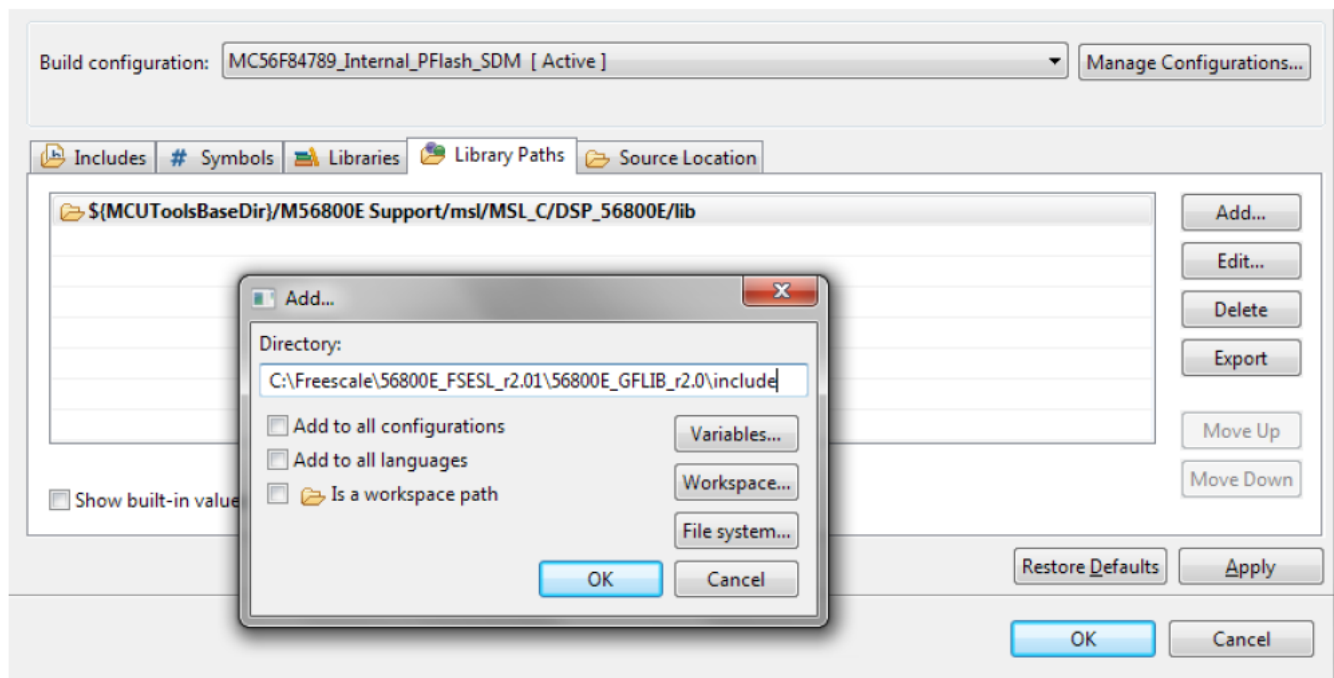 Build configuration: MC56F84789_Internal_PFlash_SDM [ Active ] Manage Configurations...
Includes # Symbols Libraries Library Paths Source Location
${MCUToolsBaseDir}/M56800E Support/msl/MSL_C/DSP_56800E/lib
Add...
Edit...
Delete
Export
Move Up
Move Down
Add...
Directory:
C:\Freescale\56800E_FSESL_r2.01\56800E_GFLIB_r2.0\include
Add to all configurations
Add to all languages
Is a workspace path
Variables...
Workspace...
File system...
OK Cancel
Show built-in value
Restore Defaults Apply
OK Cancel